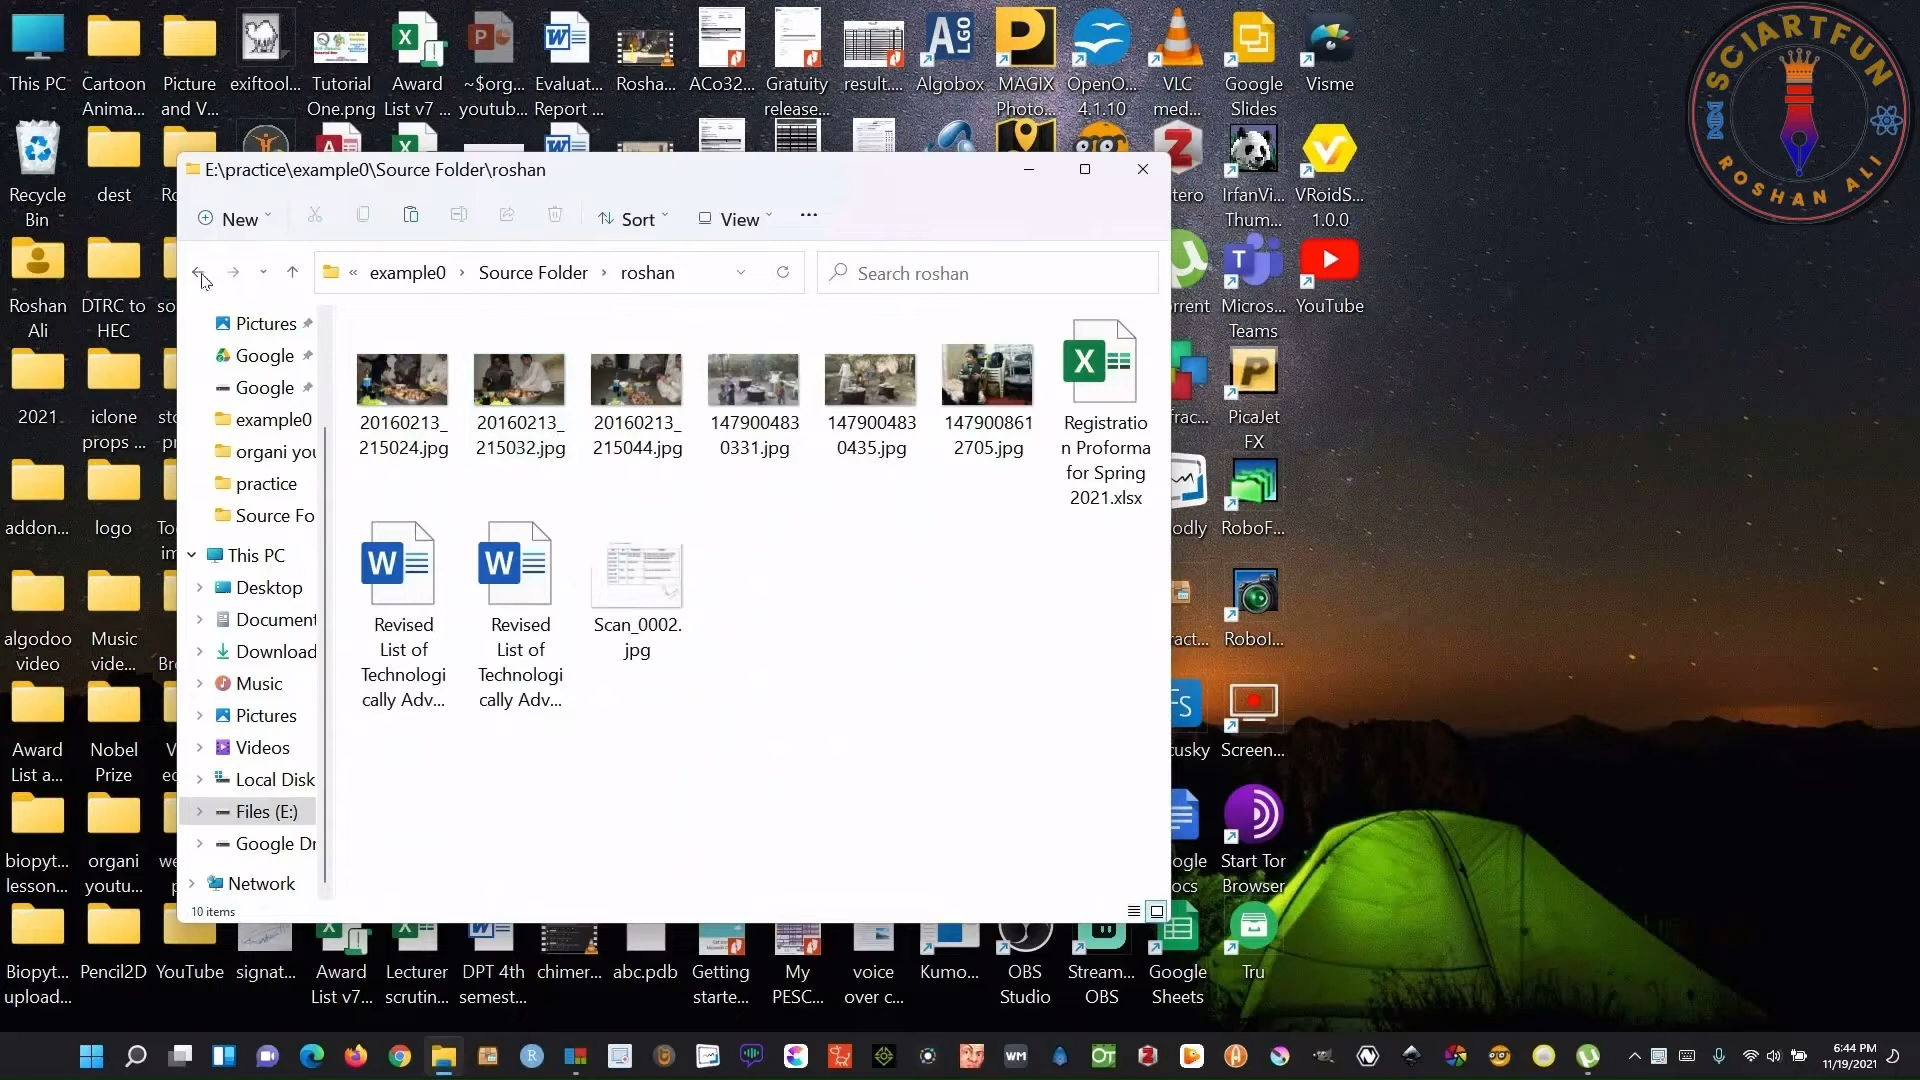 This PC
Cartoon
Anima...
Picture
and V...
exiftool...
Tutorial
One.png
Award
List v7 ...
~$org...
youtub...
Evaluat...
Report ...
Rosha...
ACo32...
Gratuity
release...
result....
Algobox
MAGIX
Photo...
OpenO...
4.1.10
VLC
med...
Google
Slides
Visme
SCIARTFUN
ROSHAN ALI
Recycle
Bin
dest
IrfanVi...
Thum...
VRoidS...
1.0.0
E:\practice\example0\Source Folder\roshan
New
Sort
View
« example0 › Source Folder › roshan
Search roshan
Roshan
Ali
DTRC to
HEC
Micros...
Teams
YouTube
Pictures
Google
Google
example0
organi you
practice
Source Fo
This PC
Desktop
Document
Download
Music
Pictures
Videos
Local Disk
Files (E:)
Google Dr
Network
20160213_
215024.jpg
20160213_
215032.jpg
20160213_
215044.jpg
147900483
0331.jpg
147900483
0435.jpg
147900861
2705.jpg
Registratio
n Proforma
for Spring
2021.xlsx
Revised
List of
Technologi
cally Adv...
Revised
List of
Technologi
cally Adv...
Scan_0002.
jpg
10 items
2021
iclone
props ...
PicaJet
FX
addon...
logo
RoboF...
algodoo
video
Music
vide...
RoboI...
Award
List a...
Nobel
Prize
Screen...
biopyt...
lesson...
organi
youtu...
Start Tor
Browser
Biopyt...
upload...
Pencil2D
YouTube
signat...
Award
List v7...
Lecturer
scrutin...
DPT 4th
semest...
chimer...
abc.pdb
Getting
starte...
My
PESC...
voice
over c...
Kumo...
OBS
Studio
Stream...
OBS
Google
Sheets
Tru
6:44 PM
11/19/2021